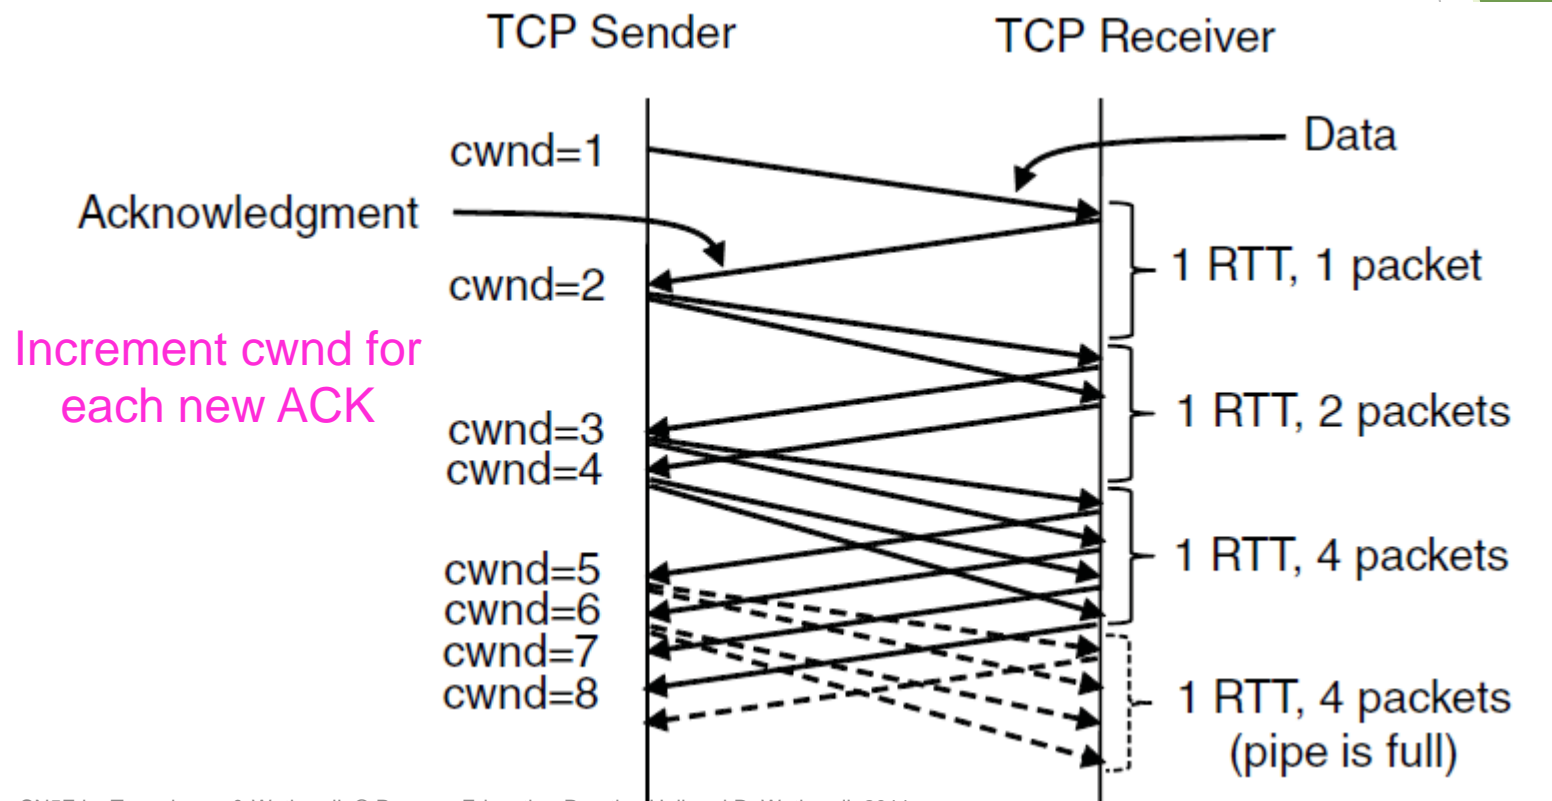 TCP Sender
TCP Receiver
cwnd=1
Data
Acknowledgment
1 RTT, 1 packet
cwnd=2
Increment cwnd for
each new ACK
1 RTT, 2 packets
cwnd=3
cwnd=4
1 RTT, 4 packets
cwnd=5
cwnd=6
cwnd=7
cwnd=8
1 RTT, 4 packets
(pipe is full)